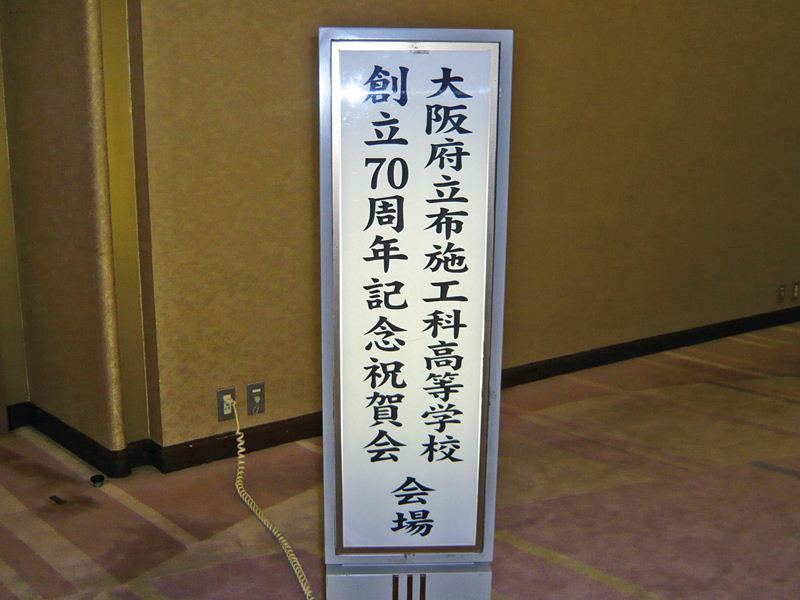 大阪府立布施工科高等学校
創立70周年記念祝賀会
会場